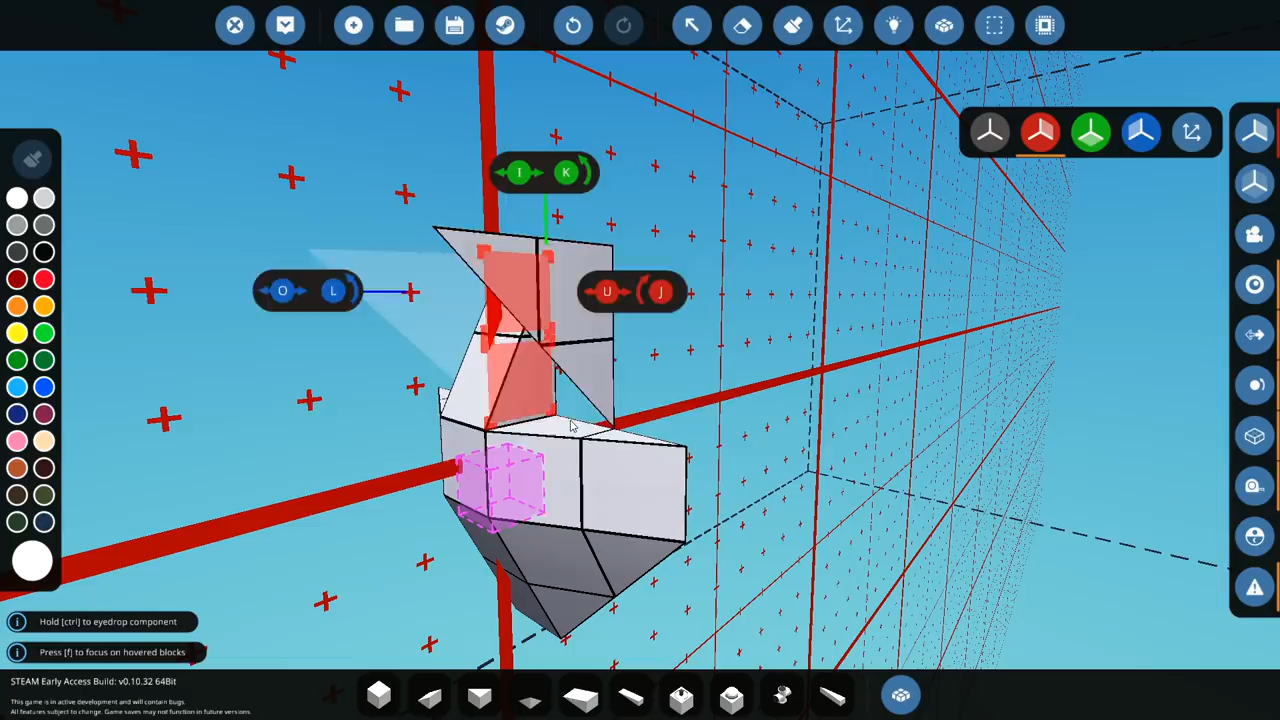 I K
O L
U J
Hold [ctrl] to eyedrop component
Press [f] to focus on hovered blocks
STEAM Early Access Build: v0.10.32 64Bit
This game is in active development and will contain bugs.
All features subject to change. Game saves may not function in future versions.